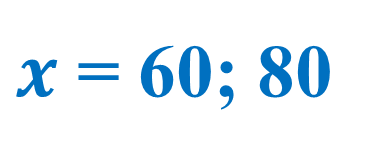 x = 60; 80